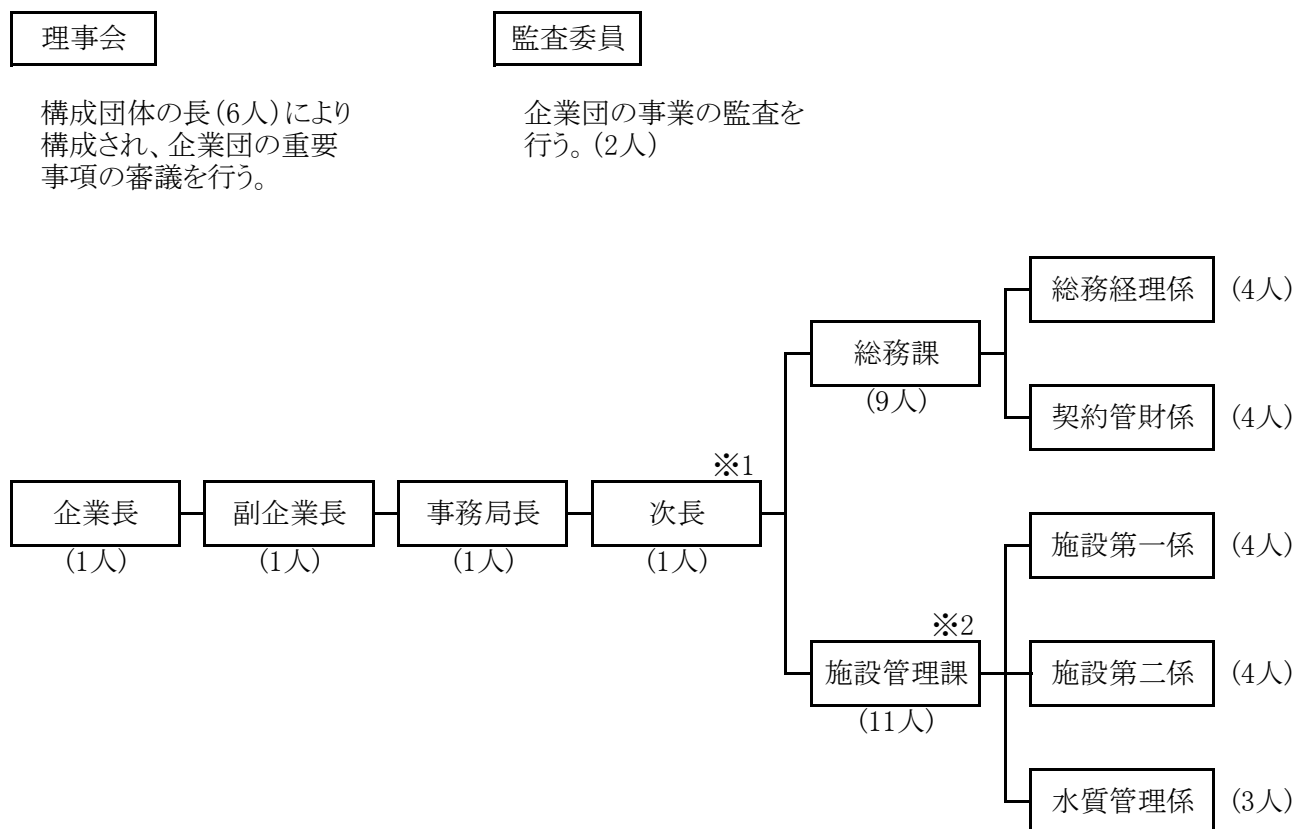 理事会
監査委員
構成団体の長(6人)により
構成され、企業団の重要
事項の審議を行う。
企業団の事業の監査を
行う。(2人)
総務経理係 (4人)
総務課
(9人)
契約管財係 (4人)
※1
企業長
(1人)
副企業長
(1人)
事務局長
(1人)
次長
(1人)
施設第一係 (4人)
※2
施設管理課
(11人)
施設第二係 (4人)
水質管理係 (3人)